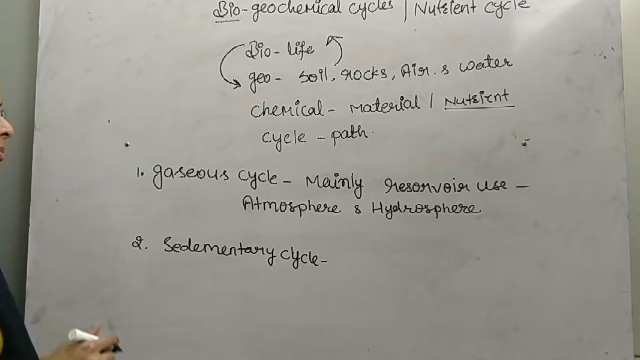 Bio-geochemical cycles / Nutrient cycle
Bio - life
geo - soil, rocks, Air & water
chemical - material / Nutrient
cycle - path
1. gaseous cycle - Mainly reservoir use -
Atmosphere & Hydrosphere
2. Sedementary cycle -